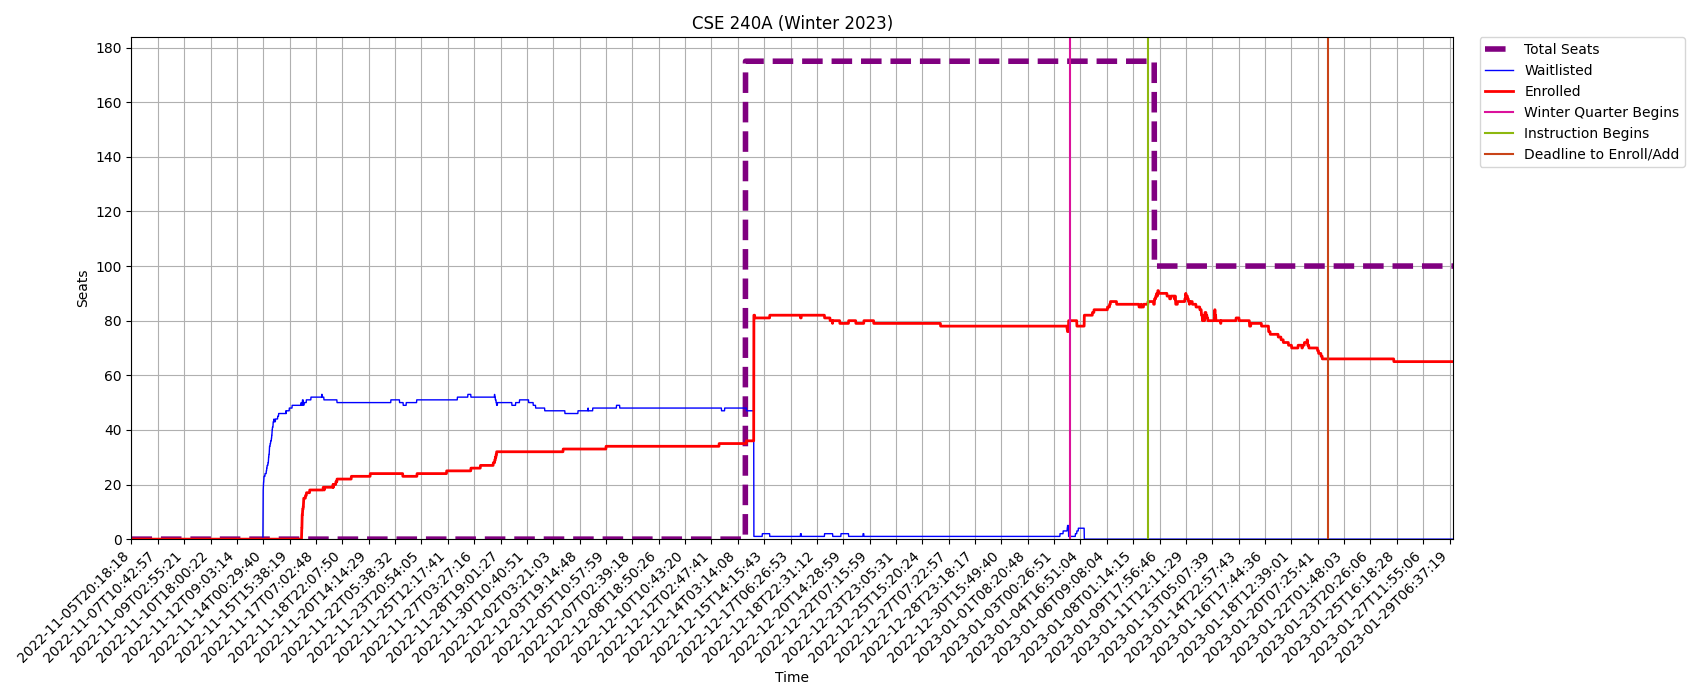 CSE 240A (Winter 2023)
Total Seats
Waitlisted
Enrolled
Winter Quarter Begins
Instruction Begins
Deadline to Enroll/Add
Seats
180
160
140
120
100
80
60
40
20
0
2022-11-05T20:18:18
2022-11-07T10:42:57
2022-11-09T02:55:21
2022-11-10T18:00:22
2022-11-12T09:03:14
2022-11-14T00:29:40
2022-11-15T15:38:19
2022-11-17T07:02:48
2022-11-18T22:07:50
2022-11-20T14:14:29
2022-11-22T05:38:32
2022-11-23T20:54:05
2022-11-25T12:17:41
2022-11-27T03:27:16
2022-11-28T19:01:27
2022-11-30T10:40:51
2022-12-02T03:21:03
2022-12-03T19:14:48
2022-12-05T10:57:59
2022-12-07T02:39:18
2022-12-08T18:50:26
2022-12-10T10:43:20
2022-12-12T02:47:41
2022-12-14T03:14:08
2022-12-15T14:15:43
2022-12-17T06:26:53
2022-12-18T22:31:12
2022-12-20T14:28:59
2022-12-22T07:15:59
2022-12-23T23:05:31
2022-12-25T15:20:24
2022-12-27T07:22:57
2022-12-28T23:18:17
2022-12-30T15:49:40
2023-01-01T08:20:48
2023-01-03T00:26:51
2023-01-04T16:51:04
2023-01-06T09:08:04
2023-01-08T01:14:15
2023-01-09T17:56:46
2023-01-11T12:11:29
2023-01-13T05:07:39
2023-01-14T22:57:43
2023-01-16T17:44:36
2023-01-18T12:39:01
2023-01-20T07:25:41
2023-01-22T01:48:03
2023-01-23T20:26:06
2023-01-25T16:18:28
2023-01-27T11:55:06
2023-01-29T06:37:19
Time